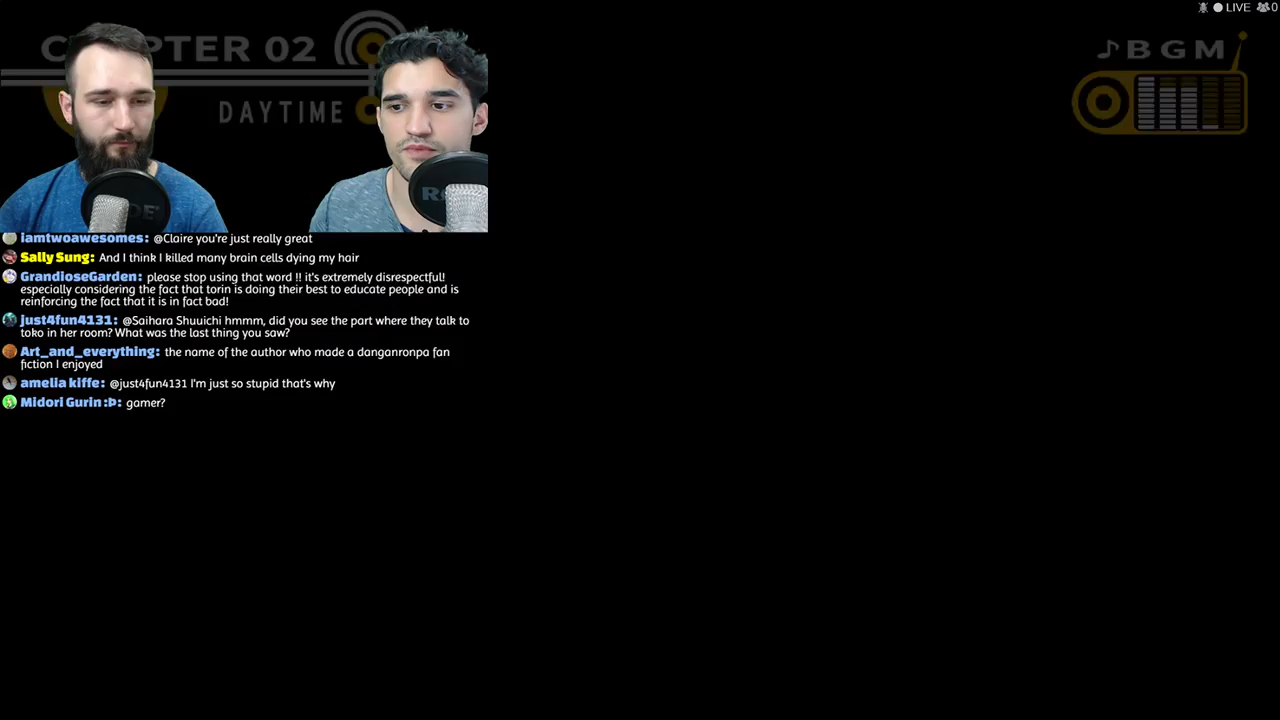 LIVE 0
CHAPTER 02
BGM
DAYTIME
iamtwoawesomes: @Claire you're just really great
Sally Sung: And I think I killed many brain cells dying my hair
GrandioseGarden: please stop using that word !! it's extremely disrespectful!
especially considering the fact that torin is doing their best to educate people and is
reinforcing the fact that it is in fact bad!
just4fun4131: @Saihara Shuuichi hmmm, did you see the part where they talk to
toko in her room? What was the last thing you saw?
Art_and_everything: the name of the author who made a danganronpa fan
fiction I enjoyed
amelia kiffe: @just4fun4131 I'm just so stupid that's why
Midori Gurin :Þ: gamer?